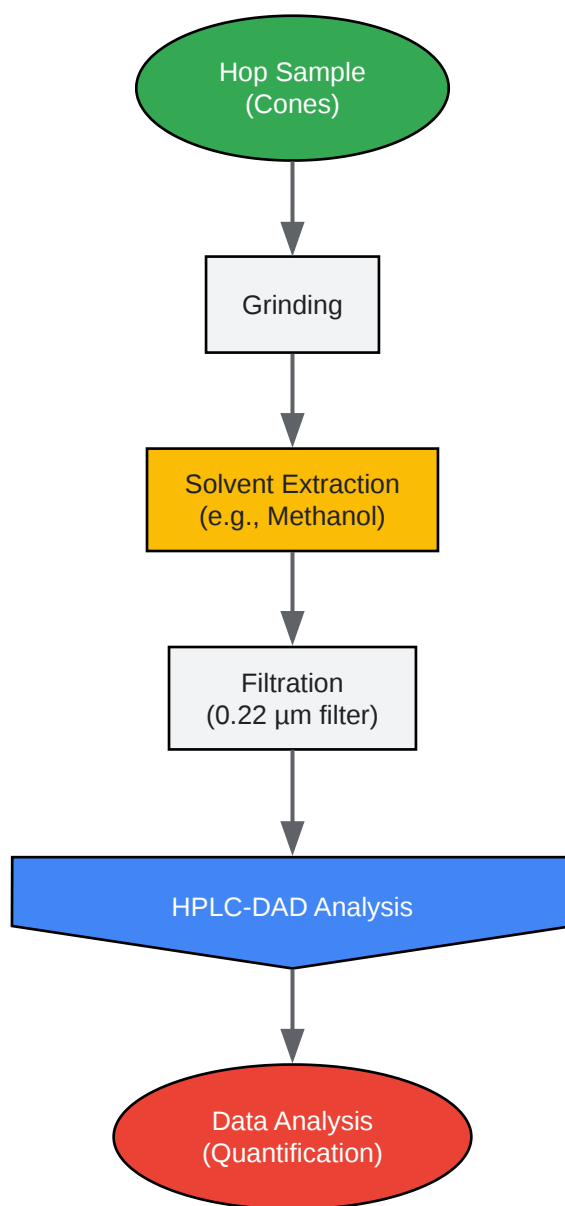 Hop Sample
(Cones)
Grinding
Solvent Extraction
(e.g., Methanol)
Filtration
(0.22 µm filter)
HPLC-DAD Analysis
Data Analysis
(Quantification)